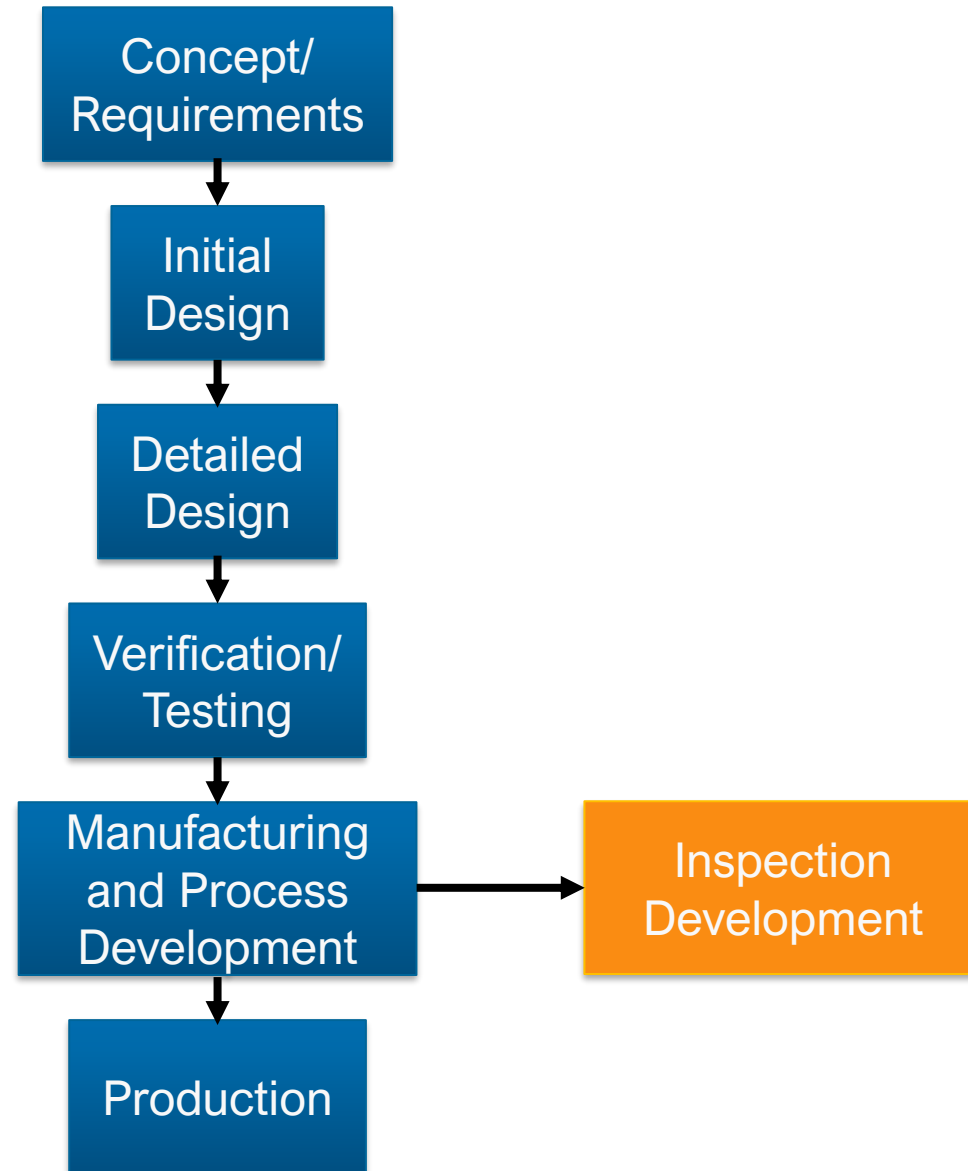 Concept/
Requirements
Initial
Design
Detailed
Design
Verification/
Testing
Manufacturing
and Process
Development
Inspection
Development
Production